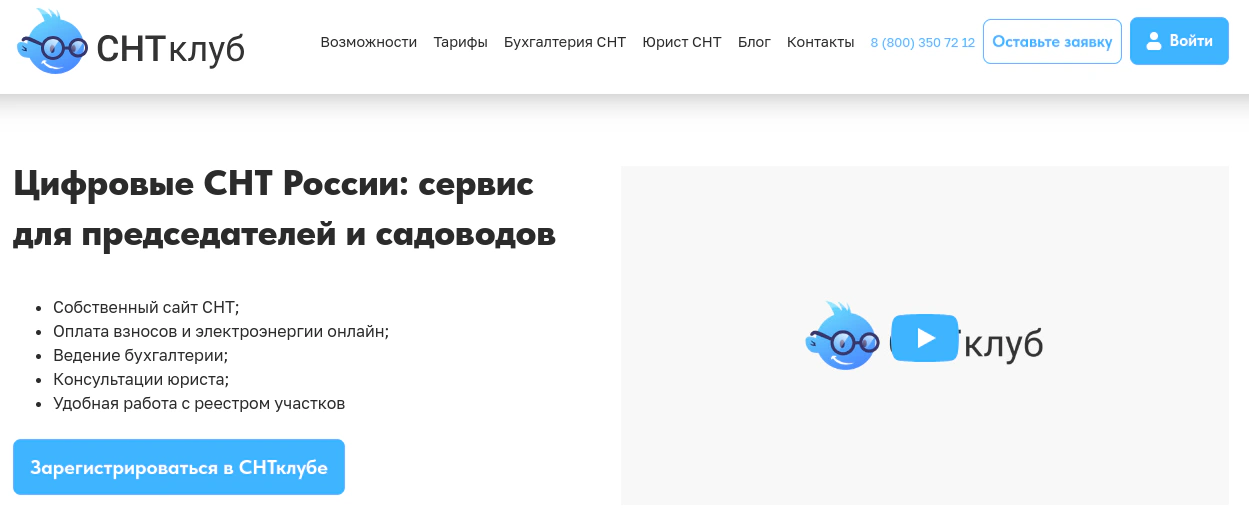 СНТклуб
Возможности Тарифы Бухгалтерия СНТ Юрист СНТ Блог Контакты 8 (800) 350 72 12 Оставьте заявку Войти
Цифровые СНТ России: сервис
для председателей и садоводов
Собственный сайт СНТ;
Оплата взносов и электроэнергии онлайн;
Ведение бухгалтерии;
Консультации юриста;
Удобная работа с реестром участков
Зарегистрироваться в СНТклубе
клуб